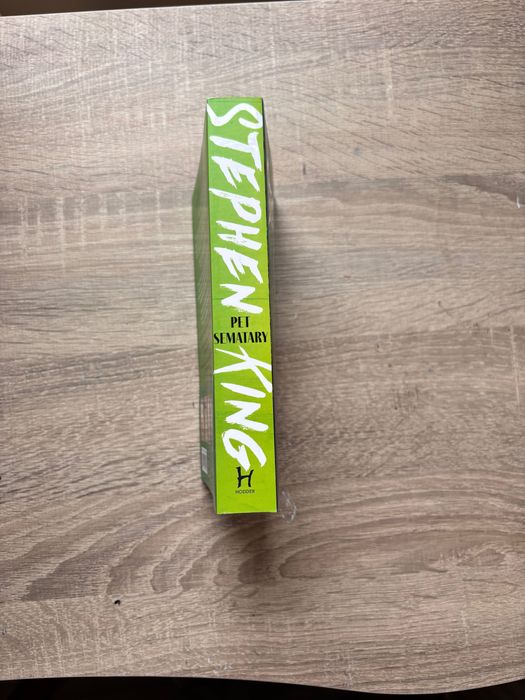 STEPHEN KING
PET
SEMATARY
H
HODDER